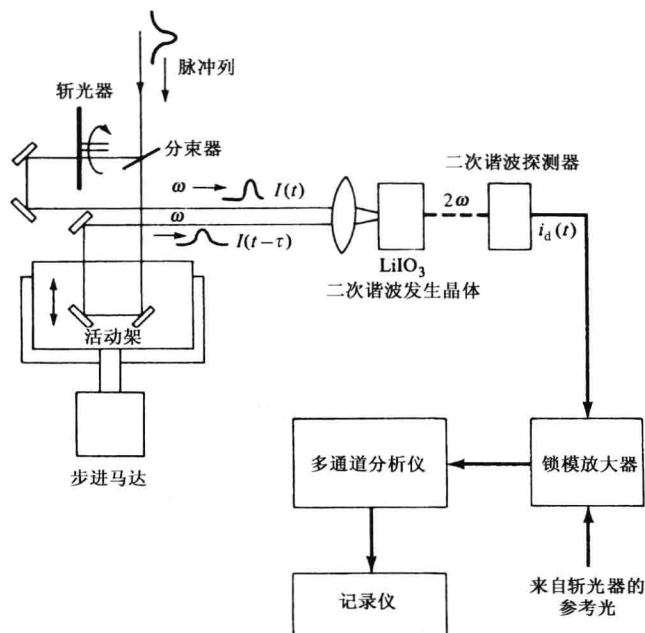 脉冲列
斩光器
分束器
ω
I(t)
ω
I(t−τ)
二次谐波探测器
2ω
i_d(t)
LiIO₃
二次谐波发生晶体
活动架
步进马达
多通道分析仪
锁模放大器
记录仪
来自斩光器的
参考光